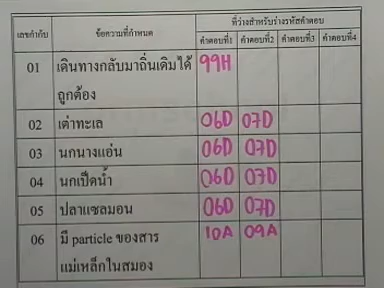 ที่ว่างสำหรับร่างรหัสคำตอบ
เลขกำกับ ข้อความที่กำหนด คำตอบที่1 คำตอบที่2 คำตอบที่3 คำตอบที่4
01 เดินทางกลับมาถิ่นเดิมได้ 99H
ถูกต้อง
02 เต่าทะเล 06D 07D
03 นกนางแอ่น 06D 07D
04 นกเป็ดน้ำ 06D 07D
05 ปลาแซลมอน 06D 07D
06 มี particle ของสาร 10A 09A
แม่เหล็กในสมอง